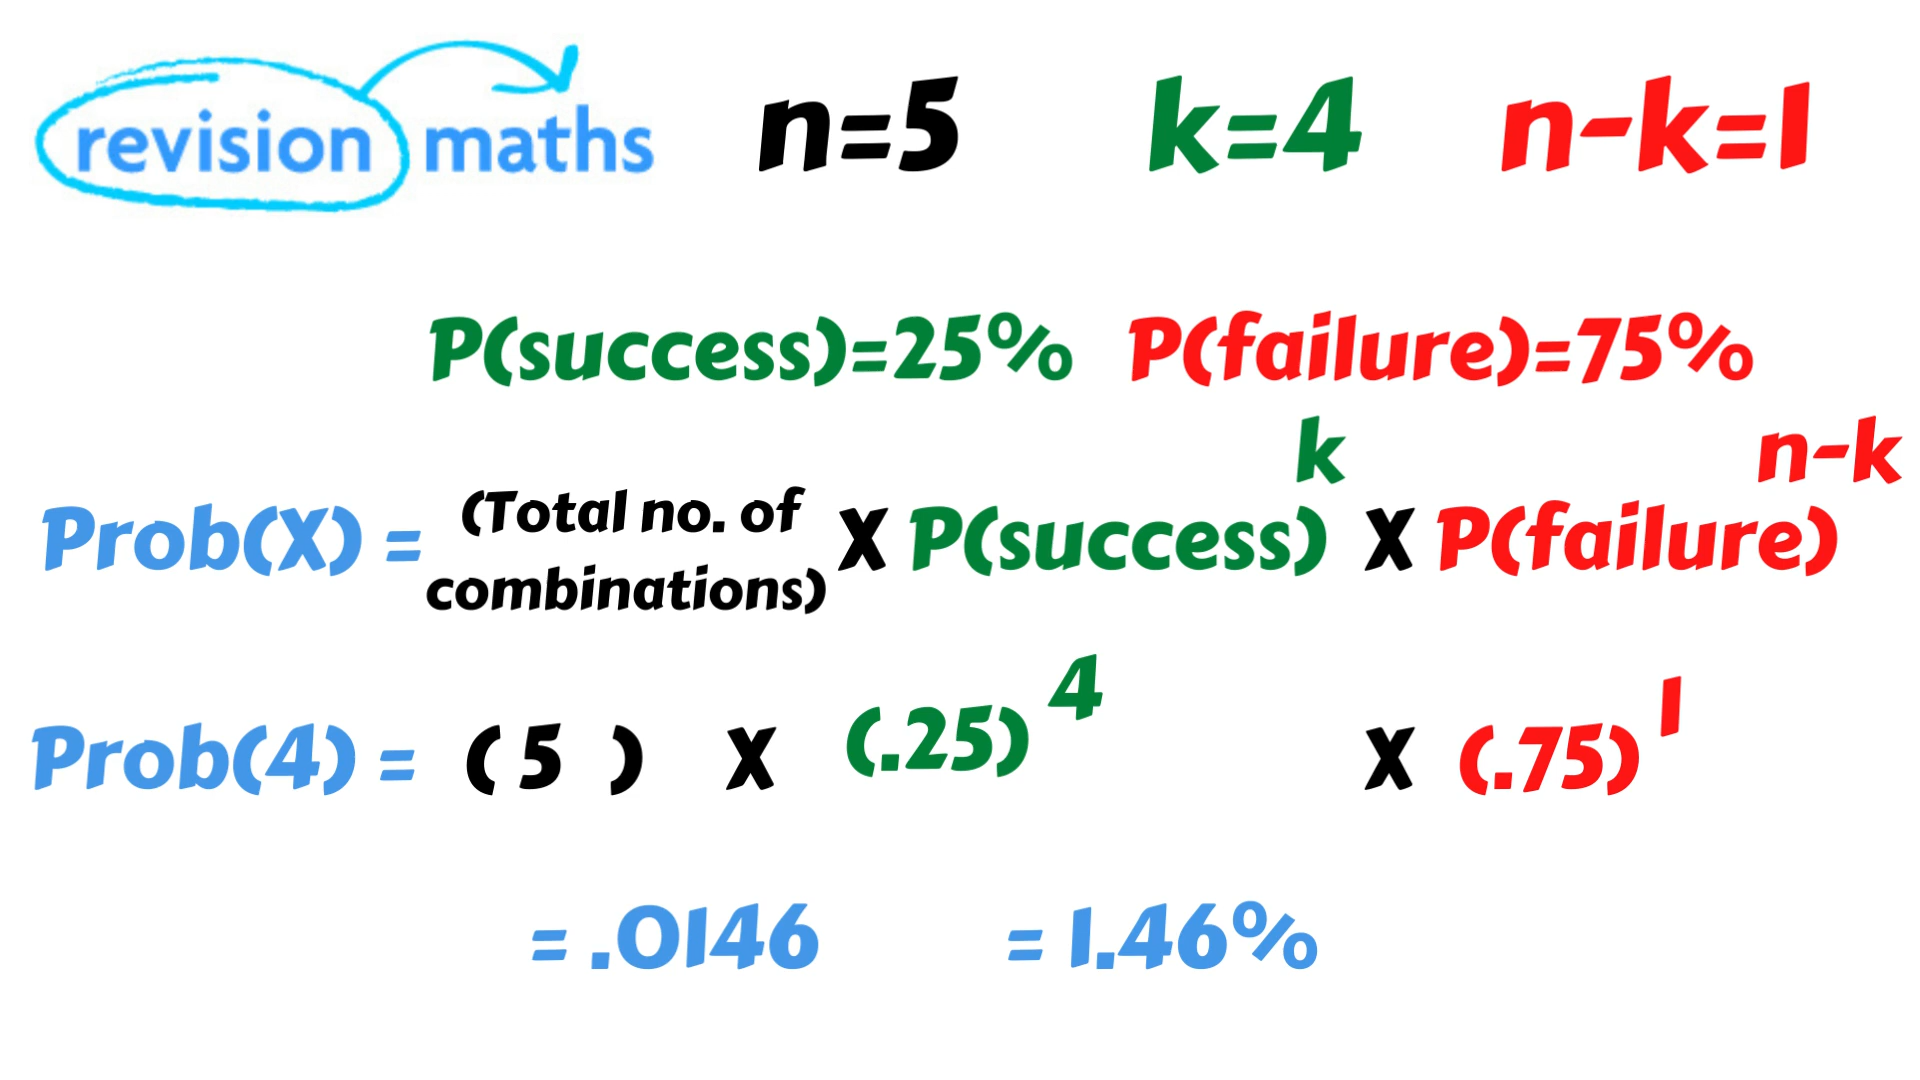 revision maths n=5 k=4 n-k=1
P(success)=25% P(failure)=75%
k n-k
Prob(X) = (Total no. of combinations) X P(success) X P(failure)
4 1
Prob(4) = ( 5 ) X (.25) X (.75)
= .0146 = 1.46%